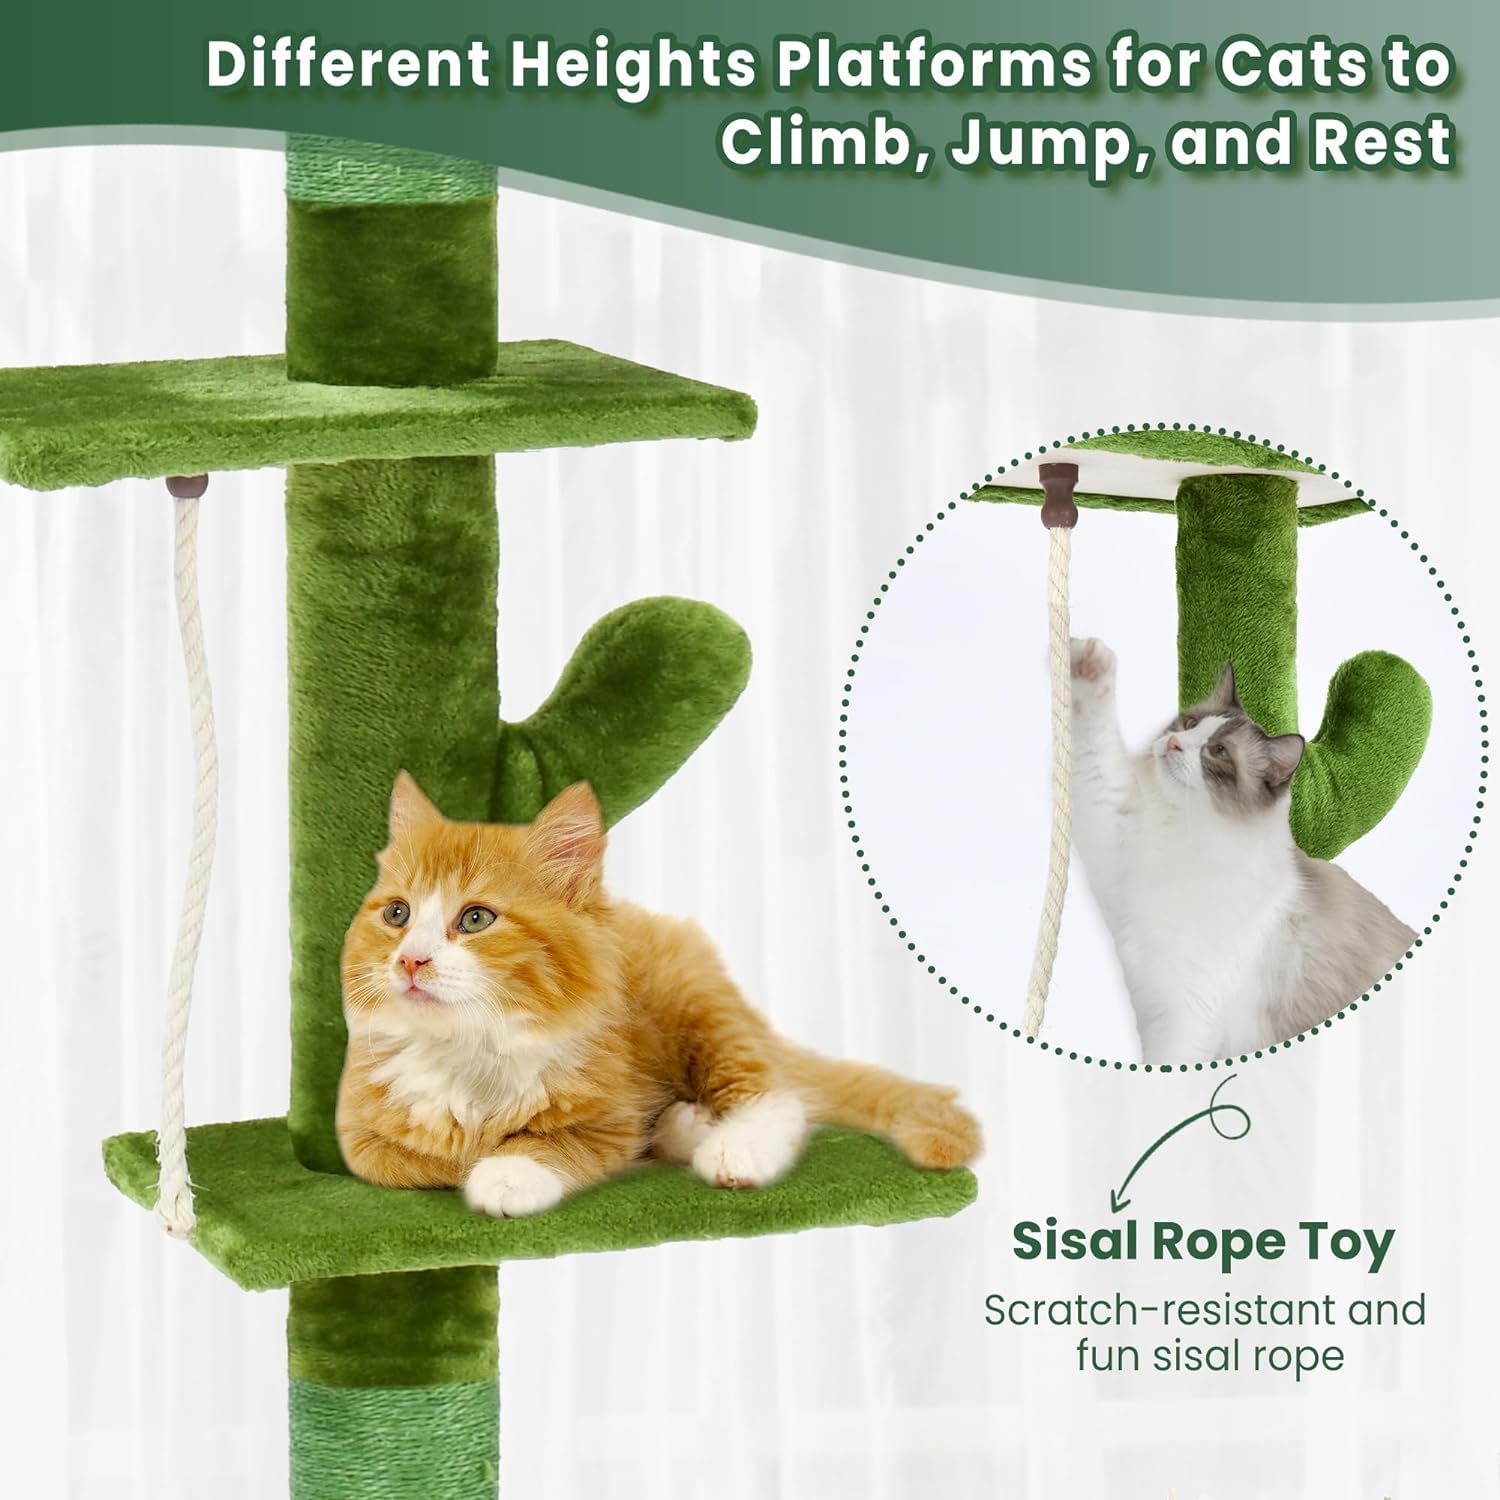 Different Heights Platforms for Cats to
Climb, Jump, and Rest
Sisal Rope Toy
Scratch-resistant and
fun sisal rope